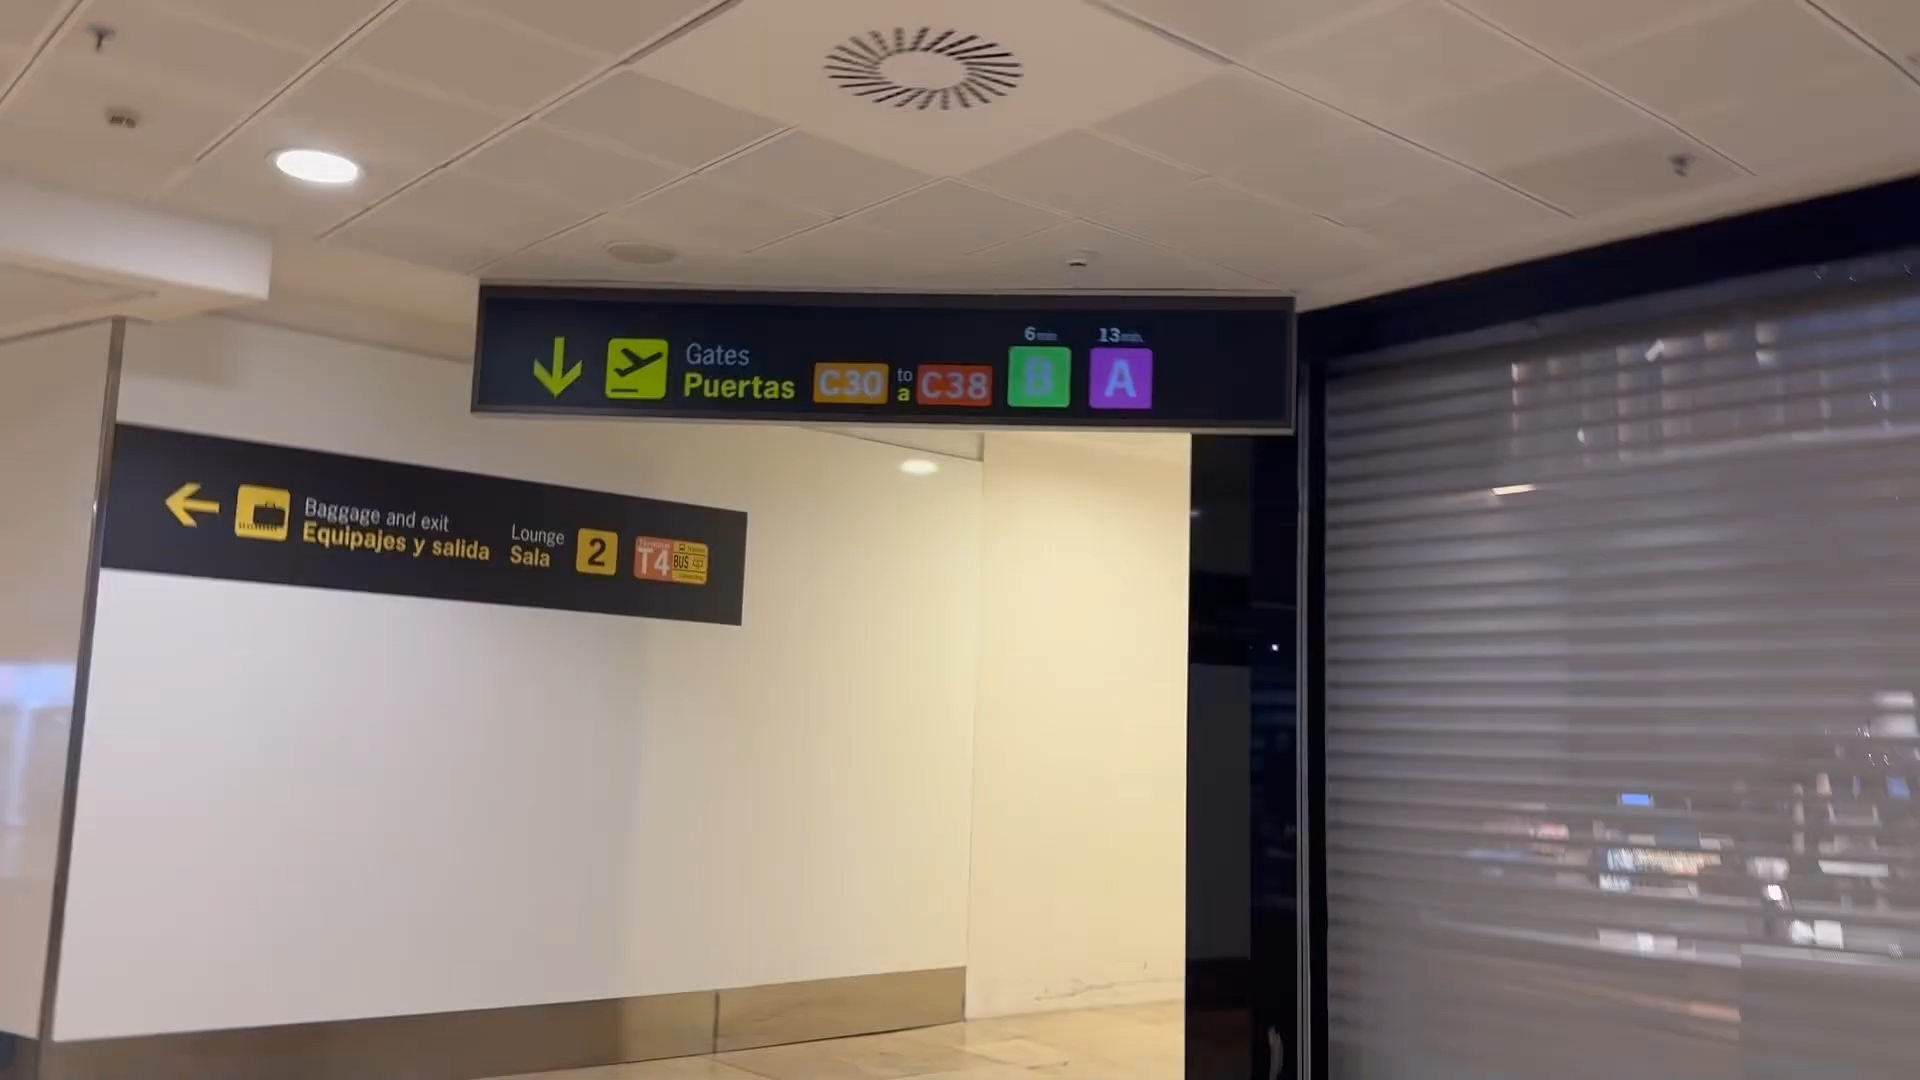 6 min. 13 min.
Gates
Puertas C30 to a C38 B A
Baggage and exit
Equipajes y salida
Lounge
Sala 2
T4 BUS